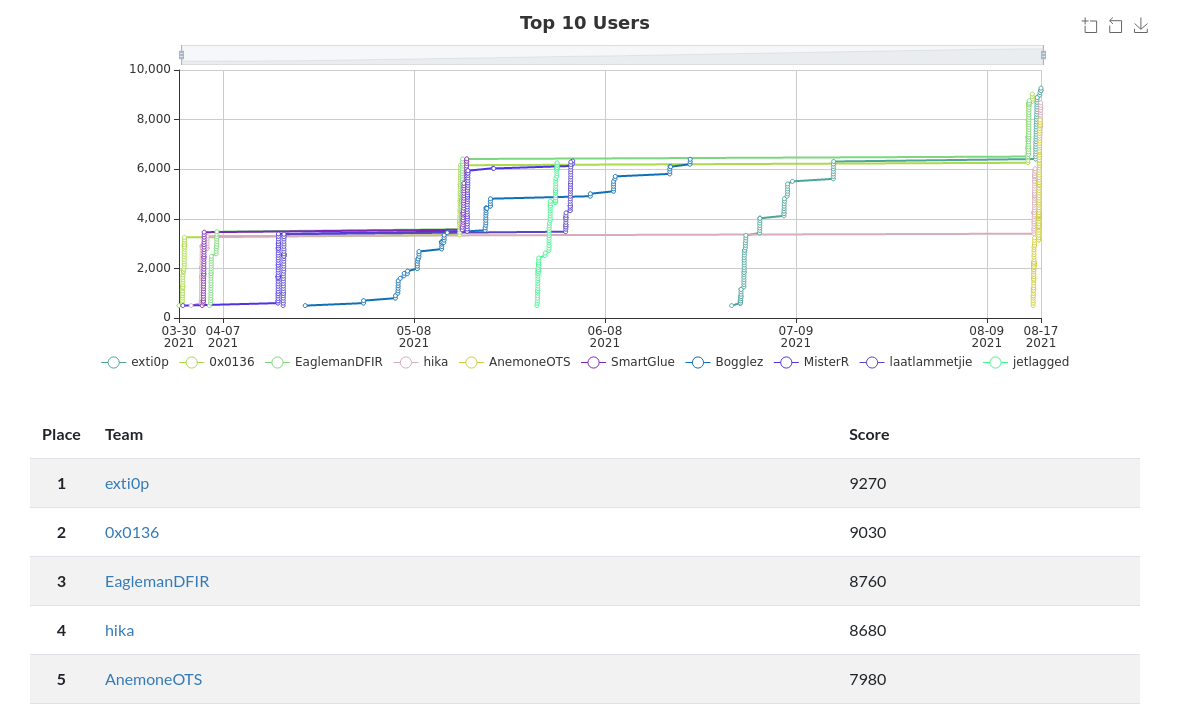 Top 10 Users
10,000
8,000
6,000
4,000
2,000
0
03-30 04-07 05-08 06-08 07-09 08-09 08-17
2021 2021 2021 2021 2021 2021 2021
exti0p 0x0136 EaglemanDFIR hika AnemoneOTS SmartGlue Bogglez MisterR laatlammetjie jetlagged
Place Team Score
1 exti0p 9270
2 0x0136 9030
3 EaglemanDFIR 8760
4 hika 8680
5 AnemoneOTS 7980